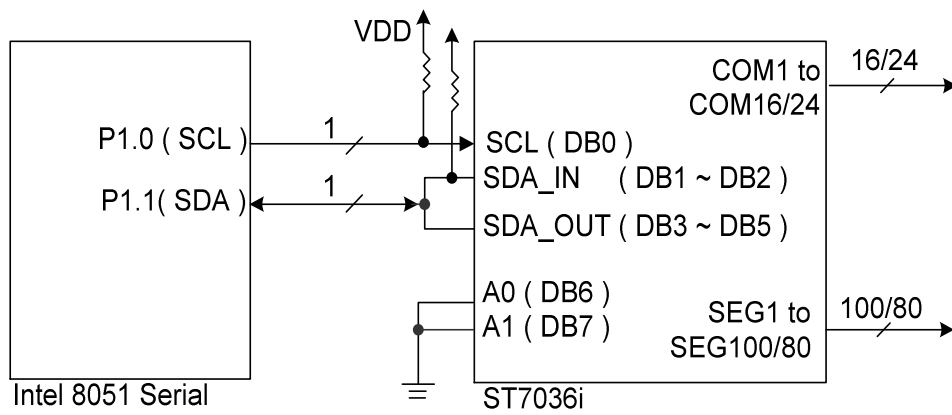 VDD
COM1 to
COM16/24
16/24
P1.0 ( SCL )
1
SCL ( DB0 )
P1.1( SDA )
1
SDA_IN ( DB1 ~ DB2 )
SDA_OUT ( DB3 ~ DB5 )
A0 ( DB6 )
A1 ( DB7 )
SEG1 to
SEG100/80
100/80
Intel 8051 Serial
ST7036i